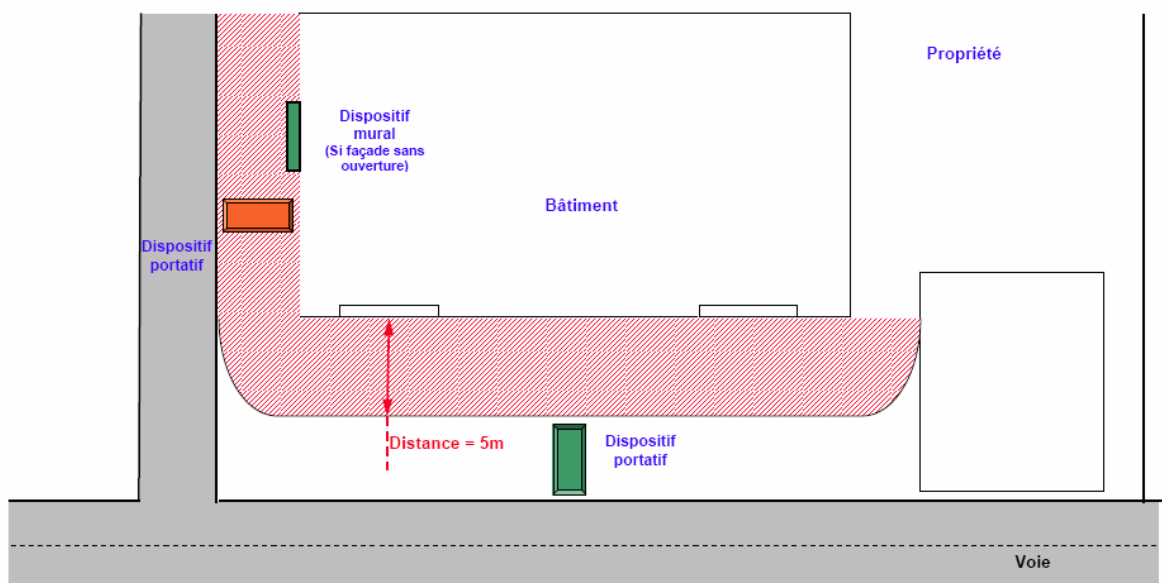 Propriété
Dispositif
mural
(Si façade sans
ouverture)
Bâtiment
Dispositif
portatif
Distance = 5m
Dispositif
portatif
Voie